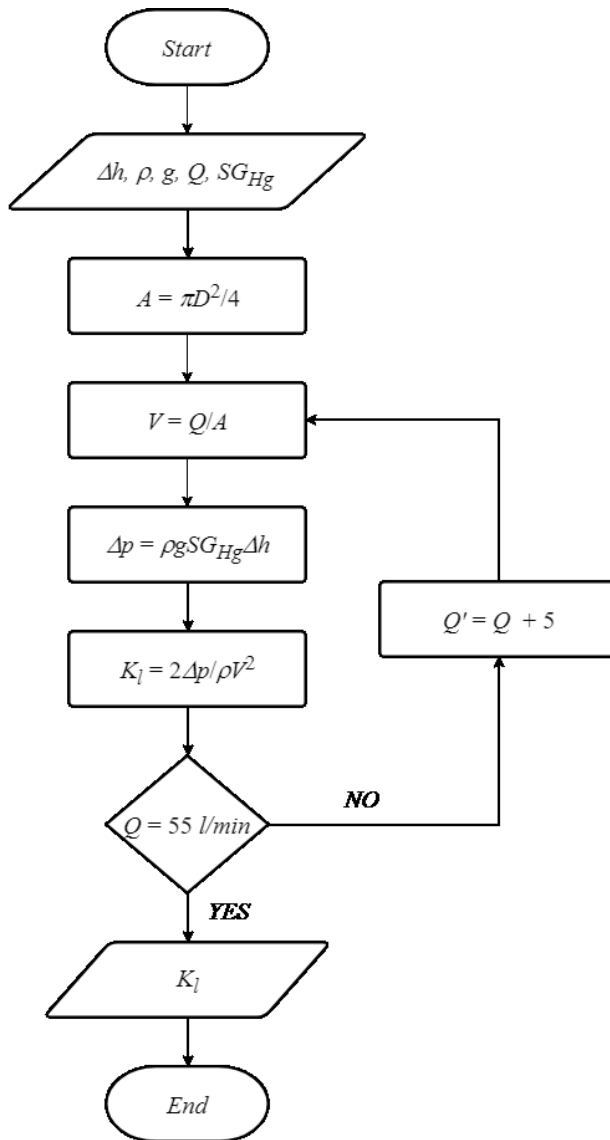 Start
Δh, ρ, g, Q, SG_Hg
A = πD²/4
V = Q/A
Δp = ρgSG_HgΔh
Q' = Q + 5
K_l = 2Δp/ρV²
NO
Q = 55 l/min
YES
K_l
End